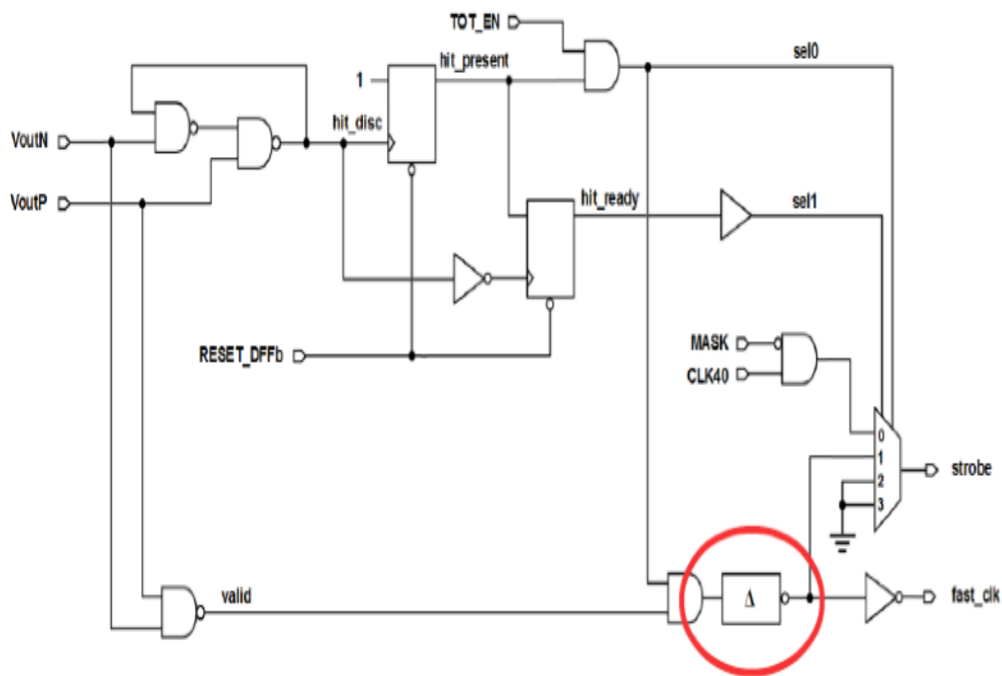 TOT_EN
hit_present
sel0
1
hit_disc
VoutN
VoutP
hit_ready
sel1
RESET_DFFb
MASK
CLK40
0
1
2
3
strobe
valid
Δ
fast_clk